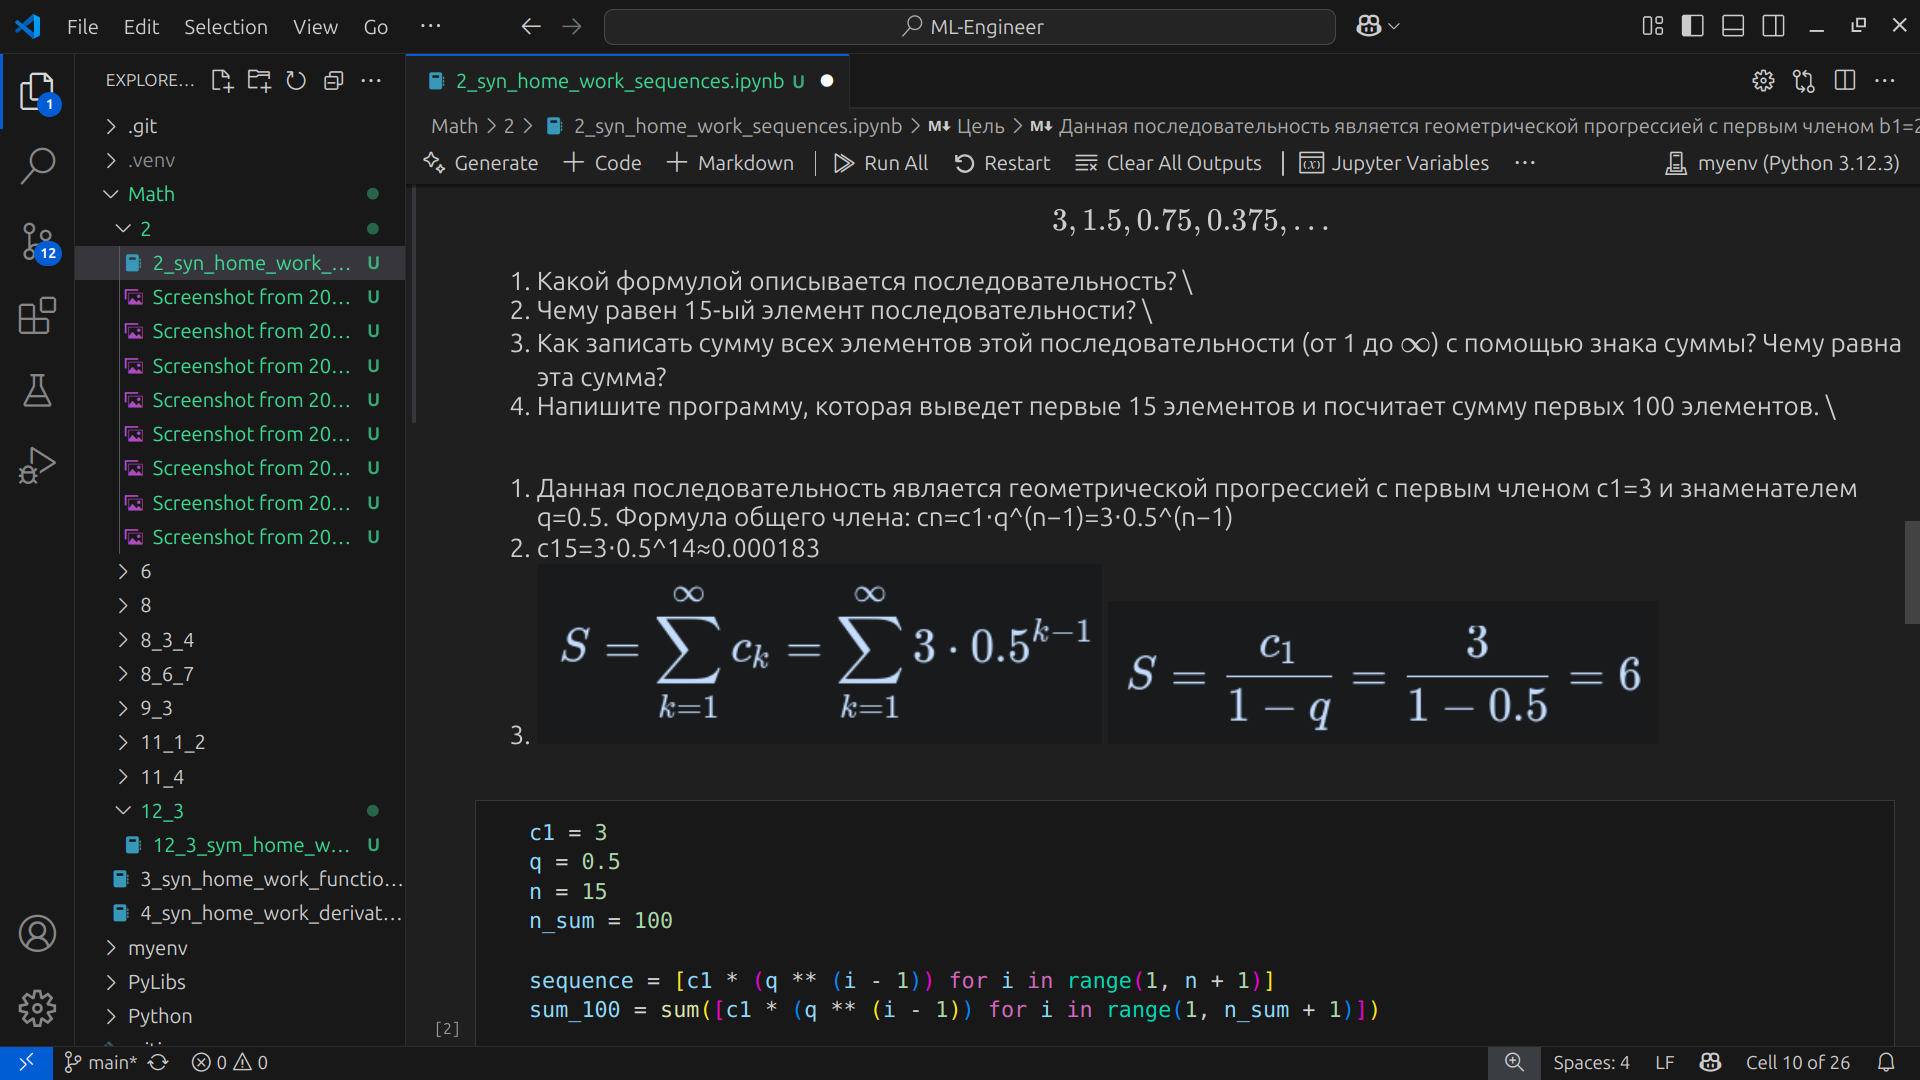 File Edit Selection View Go ···
ML-Engineer
EXPLORE...
.git
.venv
Math
2
2_syn_home_work_... U
Screenshot from 20... U
Screenshot from 20... U
Screenshot from 20... U
Screenshot from 20... U
Screenshot from 20... U
Screenshot from 20... U
Screenshot from 20... U
Screenshot from 20... U
6
8
8_3_4
8_6_7
9_3
11_1_2
11_4
12_3
12_3_sym_home_w... U
3_syn_home_work_functio...
4_syn_home_work_derivat...
myenv
PyLibs
Python
1
12
2_syn_home_work_sequences.ipynb U
Math > 2 > 2_syn_home_work_sequences.ipynb > M↓ Цель > M↓ Данная последовательность является геометрической прогрессией с первым членом b1=2
Generate + Code + Markdown | Run All Restart Clear All Outputs | Jupyter Variables ··· myenv (Python 3.12.3)
3, 1.5, 0.75, 0.375, . . .
1. Какой формулой описывается последовательность? \
2. Чему равен 15-ый элемент последовательности? \
3. Как записать сумму всех элементов этой последовательности (от 1 до ∞) с помощью знака суммы? Чему равна
эта сумма?
4. Напишите программу, которая выведет первые 15 элементов и посчитает сумму первых 100 элементов. \
1. Данная последовательность является геометрической прогрессией с первым членом c1=3 и знаменателем
q=0.5. Формула общего члена: cn=c1⋅q^(n−1)=3⋅0.5^(n−1)
2. c15=3⋅0.5^14≈0.000183
3. S = ∑_{k=1}^{∞} c_k = ∑_{k=1}^{∞} 3 · 0.5^{k−1} S = c_1/(1 − q) = 3/(1 − 0.5) = 6
c1 = 3
q = 0.5
n = 15
n_sum = 100
sequence = [c1 * (q ** (i - 1)) for i in range(1, n + 1)]
sum_100 = sum([c1 * (q ** (i - 1)) for i in range(1, n_sum + 1)])
[2]
main* 0 0 Spaces: 4 LF Cell 10 of 26